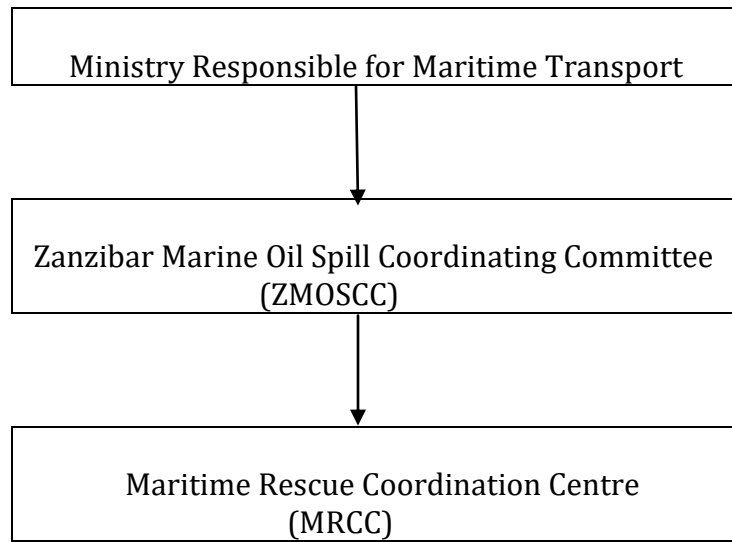 Ministry Responsible for Maritime Transport
Zanzibar Marine Oil Spill Coordinating Committee
(ZMOSCC)
Maritime Rescue Coordination Centre
(MRCC)